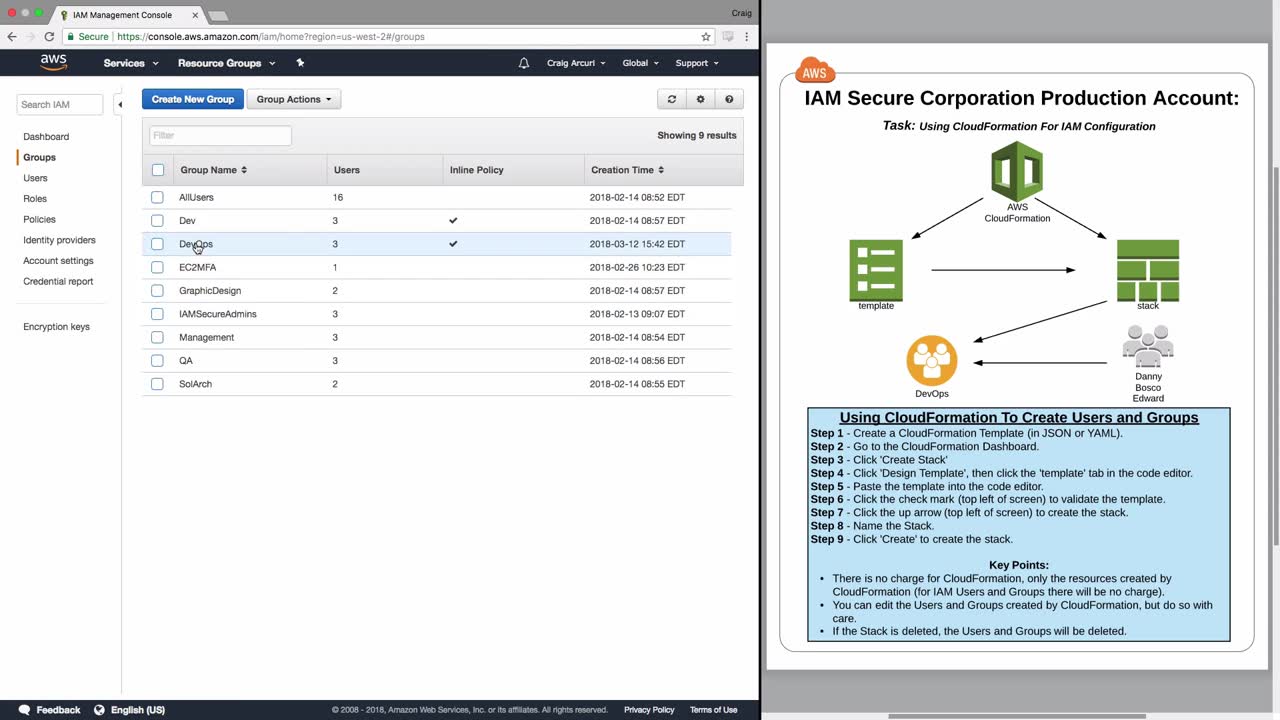 IAM Management Console
Craig
Secure | https://console.aws.amazon.com/iam/home?region=us-west-2#/groups
aws
Services
Resource Groups
Craig Arcurl
Global
Support
Search IAM
Dashboard
Groups
Users
Roles
Policies
Identity providers
Account settings
Credential report
Encryption keys
Create New Group
Group Actions
Filter
Showing 9 results
Group Name Users Inline Policy Creation Time
AllUsers 16 2018-02-14 08:52 EDT
Dev 3 2018-02-14 08:57 EDT
DevOps 3 2018-03-12 15:42 EDT
EC2MFA 1 2018-02-26 10:23 EDT
GraphicDesign 2 2018-02-14 08:57 EDT
IAMSecureAdmins 3 2018-02-13 09:07 EDT
Management 3 2018-02-14 08:54 EDT
QA 3 2018-02-14 08:56 EDT
SolArch 2 2018-02-14 08:55 EDT
Feedback
English (US)
© 2008 - 2018, Amazon Web Services, Inc. or its affiliates. All rights reserved.
Privacy Policy
Terms of Use
AWS
IAM Secure Corporation Production Account:
Task: Using CloudFormation For IAM Configuration
AWS
CloudFormation
template
stack
DevOps
Danny
Bosco
Edward
Using CloudFormation To Create Users and Groups
Step 1 - Create a CloudFormation Template (in JSON or YAML).
Step 2 - Go to the CloudFormation Dashboard.
Step 3 - Click 'Create Stack'
Step 4 - Click 'Design Template', then click the 'template' tab in the code editor.
Step 5 - Paste the template into the code editor.
Step 6 - Click the check mark (top left of screen) to validate the template.
Step 7 - Click the up arrow (top left of screen) to create the stack.
Step 8 - Name the Stack.
Step 9 - Click 'Create' to create the stack.
Key Points:
• There is no charge for CloudFormation, only the resources created by
CloudFormation (for IAM Users and Groups there will be no charge).
• You can edit the Users and Groups created by CloudFormation, but do so with
care.
• If the Stack is deleted, the Users and Groups will be deleted.